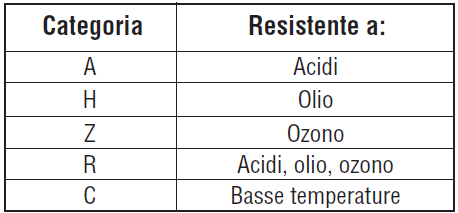 Categoria Resistente a:
A Acidi
H Olio
Z Ozono
R Acidi, olio, ozono
C Basse temperature